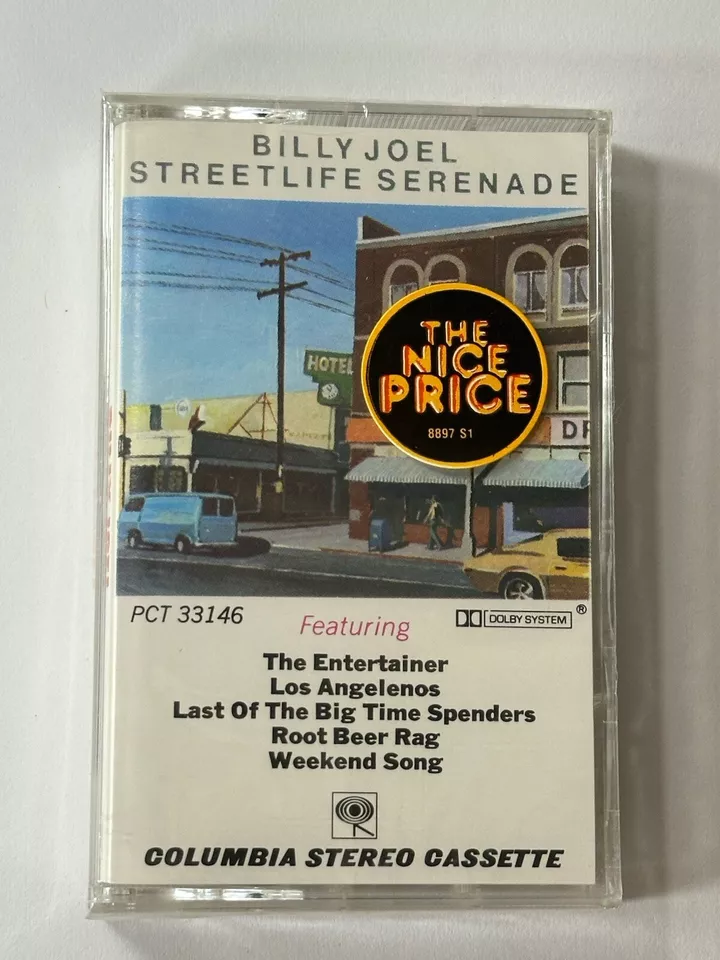 BILLY JOEL
STREETLIFE SERENADE
HOTEL
THE
NICE
PRICE
8897 S1
PCT 33146
Featuring
DOLBY SYSTEM ®
The Entertainer
Los Angelenos
Last Of The Big Time Spenders
Root Beer Rag
Weekend Song
COLUMBIA STEREO CASSETTE